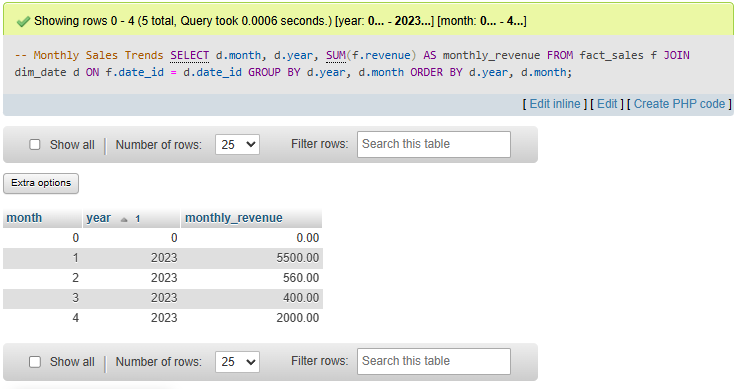 Showing rows 0 - 4 (5 total, Query took 0.0006 seconds.) [year: 0... - 2023...] [month: 0... - 4...]
-- Monthly Sales Trends SELECT d.month, d.year, SUM(f.revenue) AS monthly_revenue FROM fact_sales f JOIN
dim_date d ON f.date_id = d.date_id GROUP BY d.year, d.month ORDER BY d.year, d.month;
[ Edit inline ] [ Edit ] [ Create PHP code ]
Show all | Number of rows: 25 Filter rows: Search this table
Extra options
month year 1 monthly_revenue
0 0 0.00
1 2023 5500.00
2 2023 560.00
3 2023 400.00
4 2023 2000.00
Show all | Number of rows: 25 Filter rows: Search this table